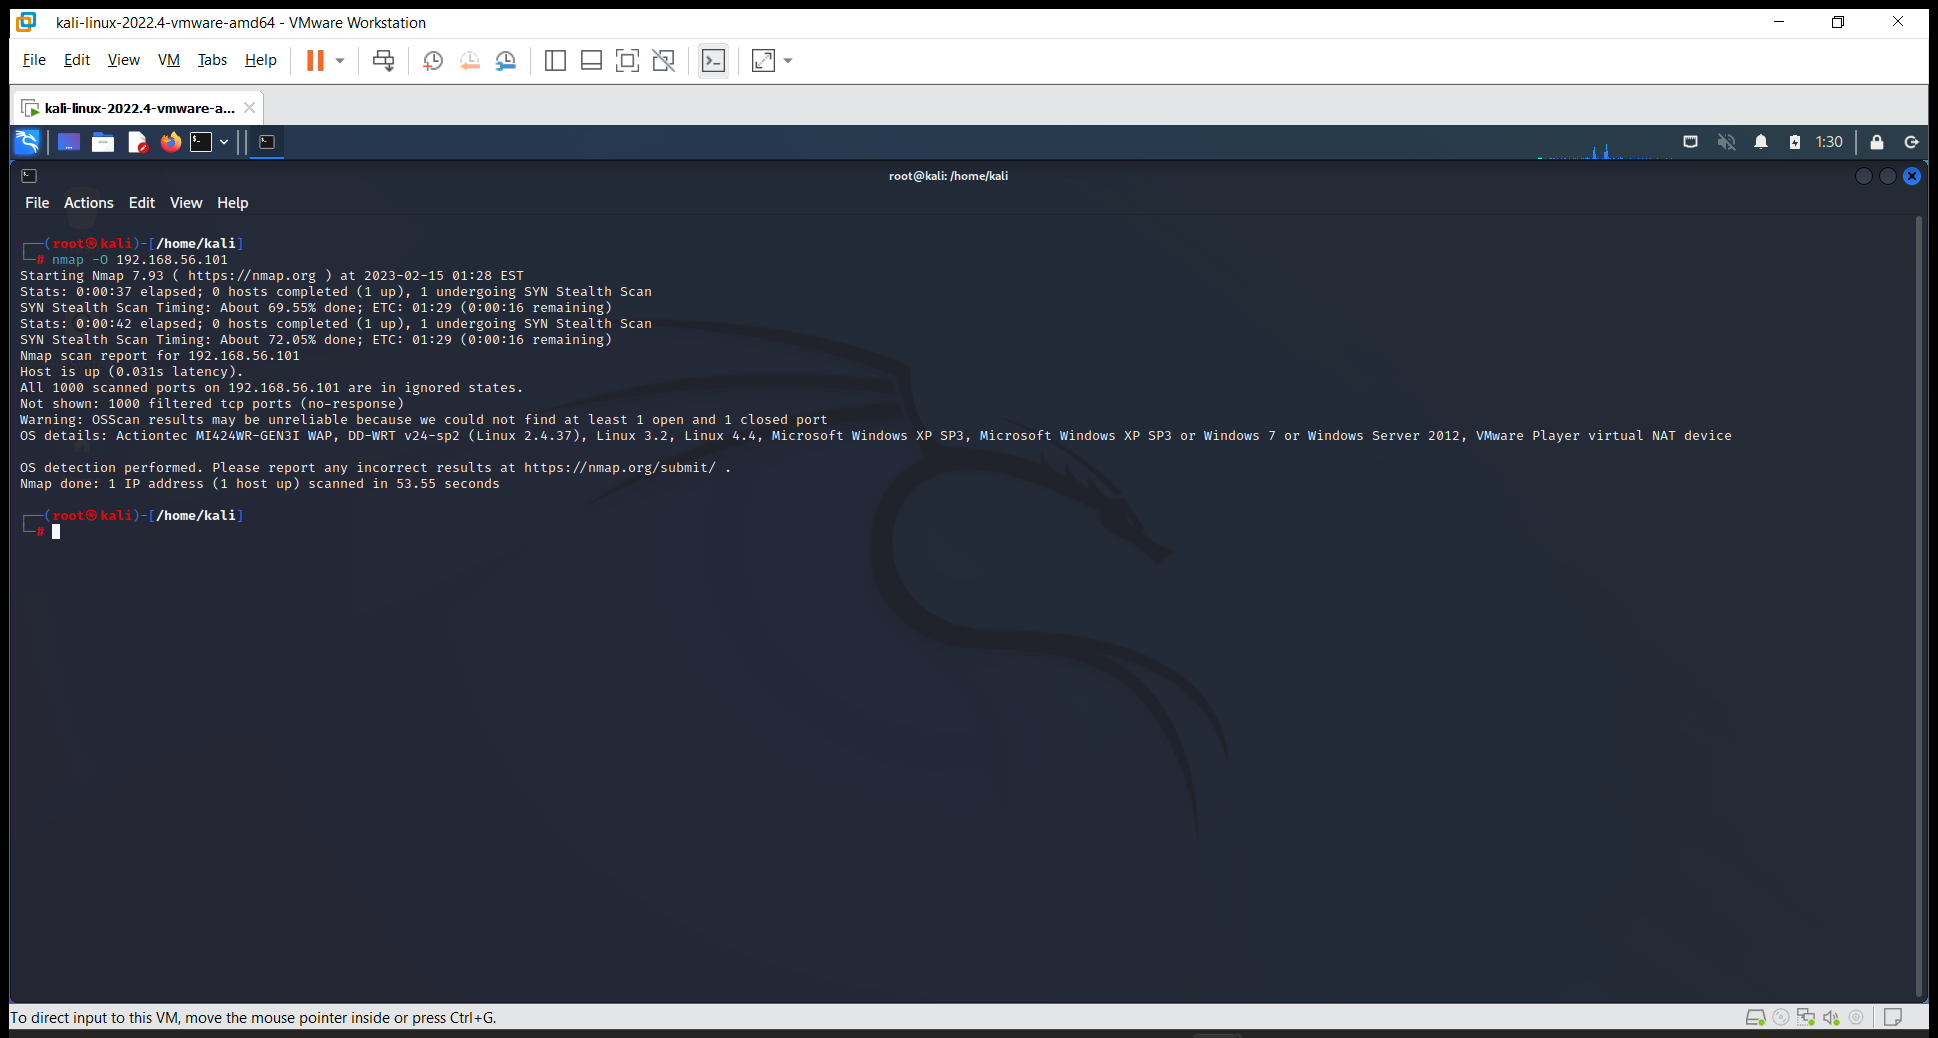 kali-linux-2022.4-vmware-amd64 - VMware Workstation
File Edit View VM Tabs Help
kali-linux-2022.4-vmware-a...
1:30
root@kali: /home/kali
File Actions Edit View Help
┌──(root㉿kali)-[/home/kali]
└─# nmap -O 192.168.56.101
Starting Nmap 7.93 ( https://nmap.org ) at 2023-02-15 01:28 EST
Stats: 0:00:37 elapsed; 0 hosts completed (1 up), 1 undergoing SYN Stealth Scan
SYN Stealth Scan Timing: About 69.55% done; ETC: 01:29 (0:00:16 remaining)
Stats: 0:00:42 elapsed; 0 hosts completed (1 up), 1 undergoing SYN Stealth Scan
SYN Stealth Scan Timing: About 72.05% done; ETC: 01:29 (0:00:16 remaining)
Nmap scan report for 192.168.56.101
Host is up (0.031s latency).
All 1000 scanned ports on 192.168.56.101 are in ignored states.
Not shown: 1000 filtered tcp ports (no-response)
Warning: OSScan results may be unreliable because we could not find at least 1 open and 1 closed port
OS details: Actiontec MI424WR-GEN3I WAP, DD-WRT v24-sp2 (Linux 2.4.37), Linux 3.2, Linux 4.4, Microsoft Windows XP SP3, Microsoft Windows XP SP3 or Windows 7 or Windows Server 2012, VMware Player virtual NAT device
OS detection performed. Please report any incorrect results at https://nmap.org/submit/ .
Nmap done: 1 IP address (1 host up) scanned in 53.55 seconds
┌──(root㉿kali)-[/home/kali]
└─#
To direct input to this VM, move the mouse pointer inside or press Ctrl+G.